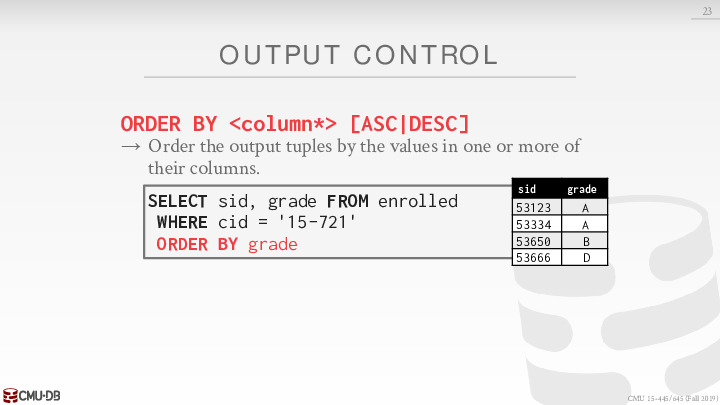 23
OUTPUT CONTROL
ORDER BY <column*> [ASC|DESC]
→ Order the output tuples by the values in one or more of
their columns.
SELECT sid, grade FROM enrolled
WHERE cid = '15-721'
ORDER BY grade
sid grade
53123 A
53334 A
53650 B
53666 D
CMU·DB
CMU 15-445/645 (Fall 2019)